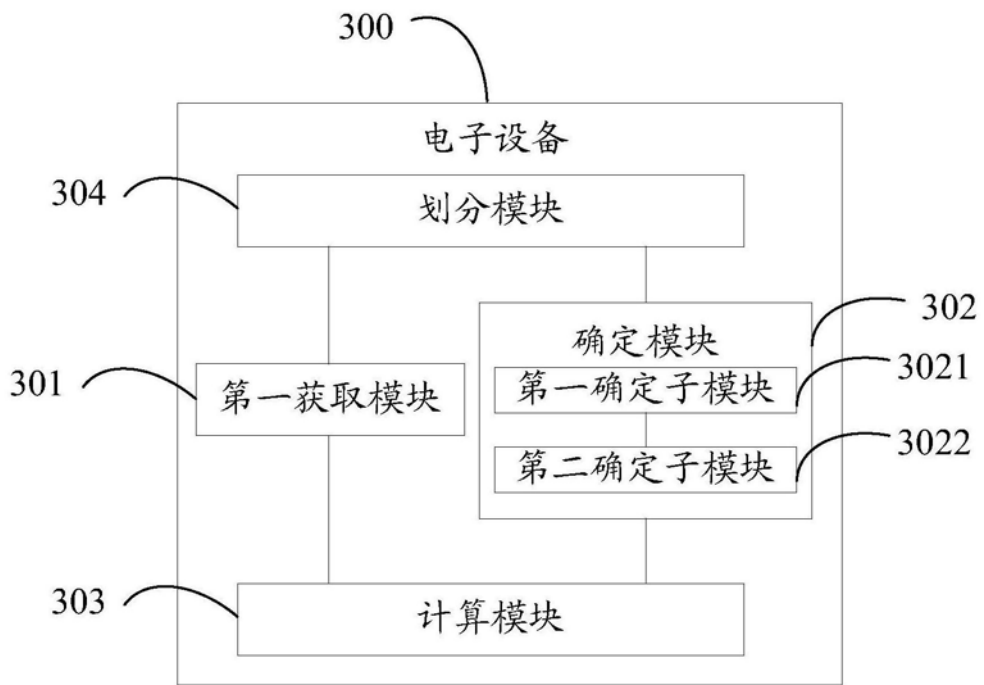 300
电子设备
304
划分模块
302
确定模块
301
第一获取模块
第一确定子模块
3021
第二确定子模块
3022
303
计算模块